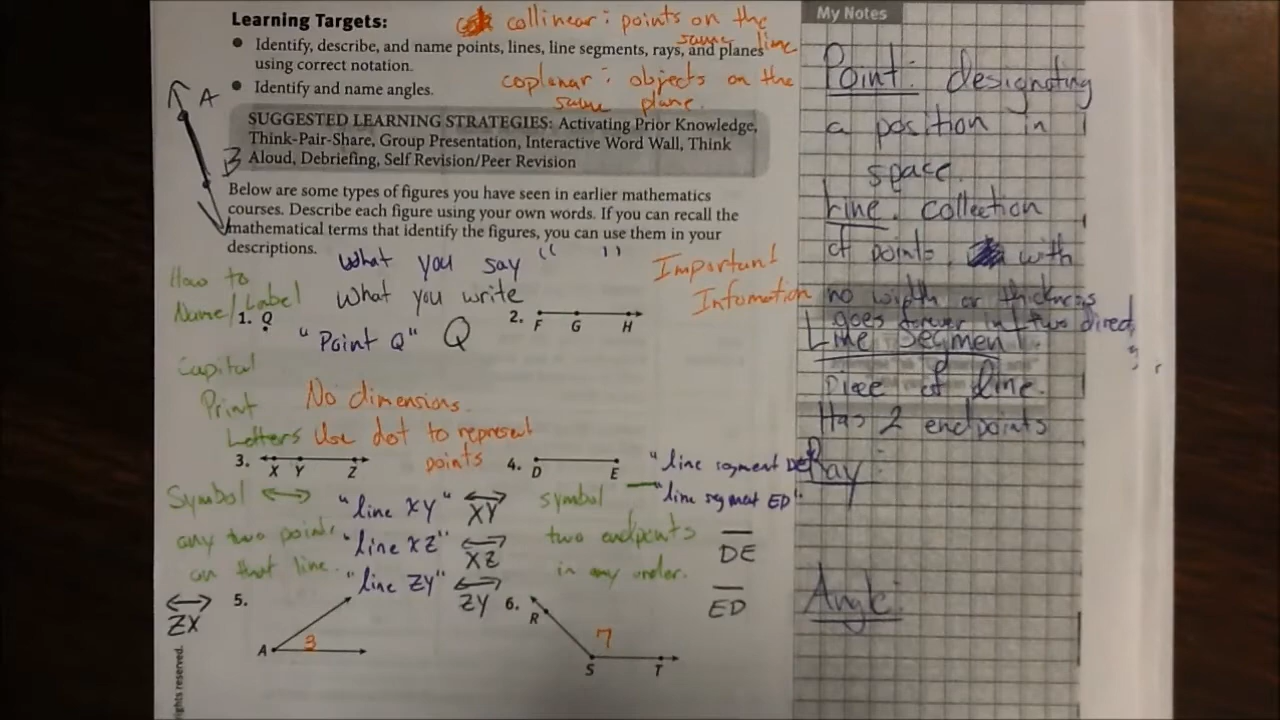 Learning Targets:
collinear : points on the
same line
• Identify, describe, and name points, lines, line segments, rays, and planes
using correct notation.
coplanar : objects on the
same plane.
• Identify and name angles.
A
B
SUGGESTED LEARNING STRATEGIES: Activating Prior Knowledge,
Think-Pair-Share, Group Presentation, Interactive Word Wall, Think
Aloud, Debriefing, Self Revision/Peer Revision
Below are some types of figures you have seen in earlier mathematics
courses. Describe each figure using your own words. If you can recall the
mathematical terms that identify the figures, you can use them in your
descriptions.
What you say " "
What you write
Important
Infomation
How to
Name/Label
1. Q
"Point Q" Q
2. F G H
Capital
Print
Letters
No dimensions.
Use dot to represent
points
3. X Y Z
4. D E
"line segment DE
"line segment ED"
Symbol ↔
any two points
on that line.
"line XY" XY
"line XZ" XZ
"line ZY" ZY
ZX
symbol —
two endpoints
in any order.
DE
ED
5. A 3
6. R S T 7
ights reserved.
My Notes
Point: designating
a position in
space.
Line. collection
of points with
no width or thickness
goes forever in two direc
Line Segment.
Piece of line.
Has 2 endpoints
Ray:
Angle: